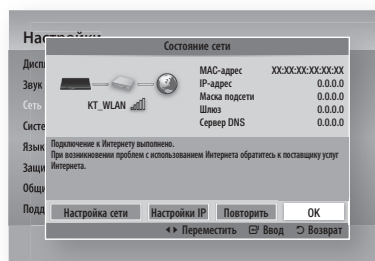 Настройки
Состояние сети
Дисп
Звук
Сеть
Систе
Язык
Защи
Общи
Подд
KT_WLAN
MAC-адрес XX:XX:XX:XX:XX:XX
IP-адрес 0.0.0.0
Маска подсети 0.0.0.0
Шлюз 0.0.0.0
Сервер DNS 0.0.0.0
Подключение к Интернету выполнено.
При возникновении проблем с использованием Интернета обратитесь к поставщику услуг
Интернета.
Настройка сети Настройки IP Повторить OK
Переместить Ввод Возврат